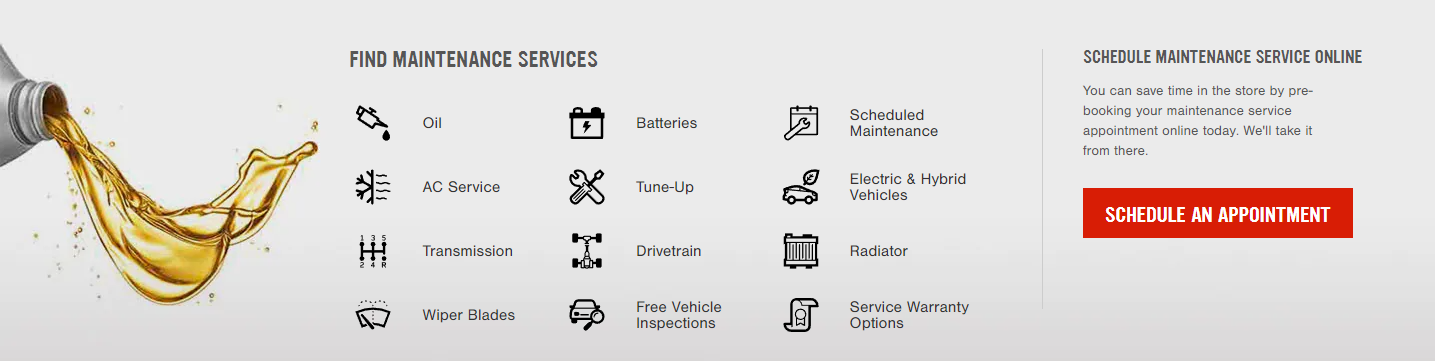 FIND MAINTENANCE SERVICES
Oil
Batteries
Scheduled
Maintenance
AC Service
Tune-Up
Electric & Hybrid
Vehicles
1 3 5
2 4 R
Transmission
Drivetrain
Radiator
Wiper Blades
Free Vehicle
Inspections
Service Warranty
Options
SCHEDULE MAINTENANCE SERVICE ONLINE
You can save time in the store by pre-
booking your maintenance service
appointment online today. We'll take it
from there.
SCHEDULE AN APPOINTMENT